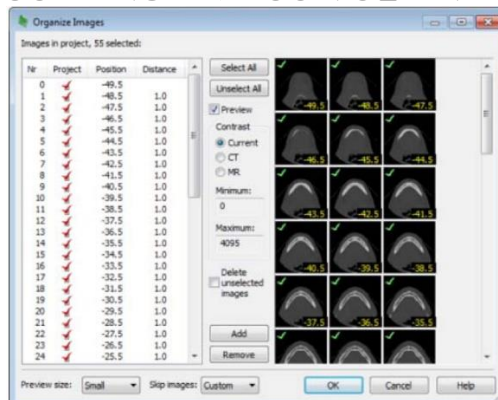 Organize Images
Images in project, 55 selected:
Nr Project Position Distance
0 -49.5
1 -48.5 1.0
2 -47.5 1.0
3 -46.5 1.0
4 -45.5 1.0
5 -44.5 1.0
6 -43.5 1.0
7 -42.5 1.0
8 -41.5 1.0
9 -40.5 1.0
10 -39.5 1.0
11 -38.5 1.0
12 -37.5 1.0
13 -36.5 1.0
14 -35.5 1.0
15 -34.5 1.0
16 -33.5 1.0
17 -32.5 1.0
18 -31.5 1.0
19 -30.5 1.0
20 -29.5 1.0
21 -28.5 1.0
22 -27.5 1.0
23 -26.5 1.0
24 -25.5 1.0
Select All
Unselect All
Preview
Contrast
Current
CT
MR
Minimum:
0
Maximum:
4095
Delete
unselected
images
Add
Remove
-49.5 -48.5 -47.5
-46.5 -45.5 -44.5
-43.5 -42.5 -41.5
-40.5 -39.5 -38.5
-37.5 -36.5 -35.5
Preview size: Small Skip images: Custom OK Cancel Help